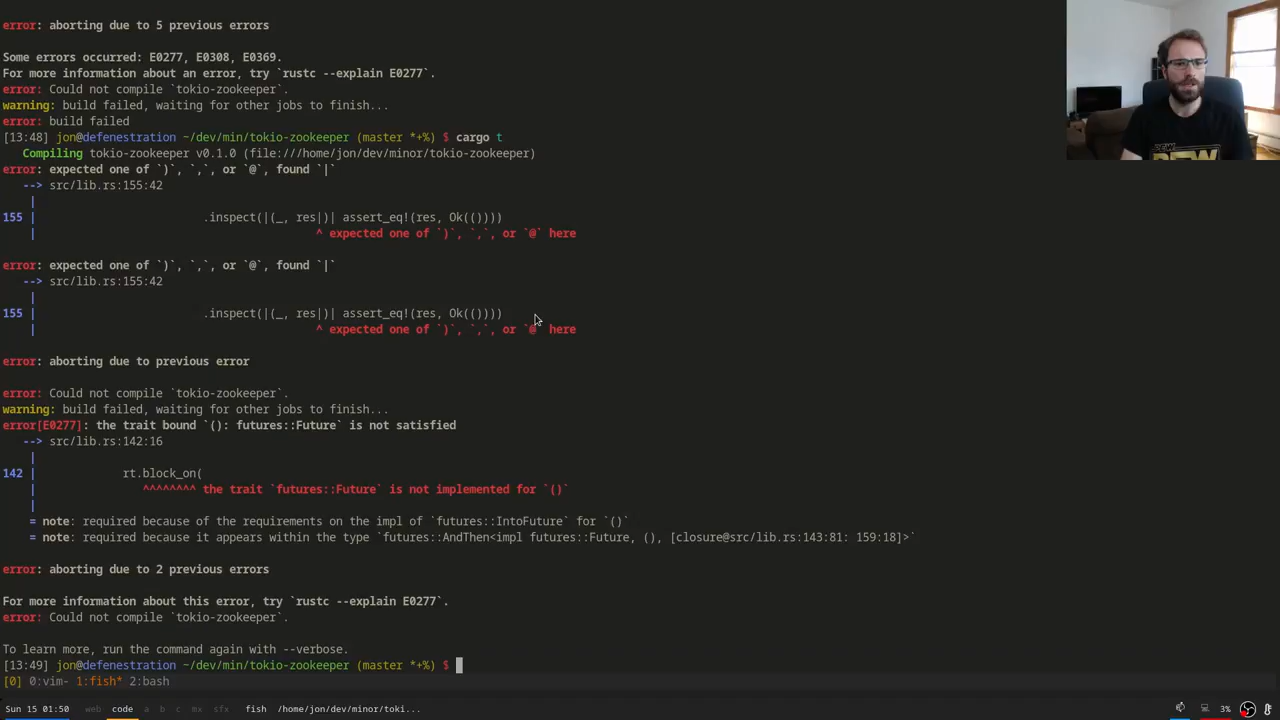 error: aborting due to 5 previous errors
Some errors occurred: E0277, E0308, E0369.
For more information about an error, try `rustc --explain E0277`.
error: Could not compile `tokio-zookeeper`.
warning: build failed, waiting for other jobs to finish...
error: build failed
[13:48] jon@defenestration ~/dev/min/tokio-zookeeper (master *+%) $ cargo t
Compiling tokio-zookeeper v0.1.0 (file:///home/jon/dev/minor/tokio-zookeeper)
error: expected one of `)`, `,`, or `@`, found `|`
--> src/lib.rs:155:42
|
155 | .inspect(|(_, res|)| assert_eq!(res, Ok(())))
| ^ expected one of `)`, `,`, or `@` here
error: expected one of `)`, `,`, or `@`, found `|`
--> src/lib.rs:155:42
|
155 | .inspect(|(_, res|)| assert_eq!(res, Ok(())))
| ^ expected one of `)`, `,`, or `@` here
error: aborting due to previous error
error: Could not compile `tokio-zookeeper`.
warning: build failed, waiting for other jobs to finish...
error[E0277]: the trait bound `(): futures::Future` is not satisfied
--> src/lib.rs:142:16
|
142 | rt.block_on(
| ^^^^^^^^ the trait `futures::Future` is not implemented for `()`
|
= note: required because of the requirements on the impl of `futures::IntoFuture` for `()`
= note: required because it appears within the type `futures::AndThen<impl futures::Future, (), [closure@src/lib.rs:143:81: 159:18]>`
error: aborting due to 2 previous errors
For more information about this error, try `rustc --explain E0277`.
error: Could not compile `tokio-zookeeper`.
To learn more, run the command again with --verbose.
[13:49] jon@defenestration ~/dev/min/tokio-zookeeper (master *+%) $
[0] 0:vim- 1:fish* 2:bash
Sun 15 01:50 web code a b c mx sfx fish /home/jon/dev/minor/toki... 3%